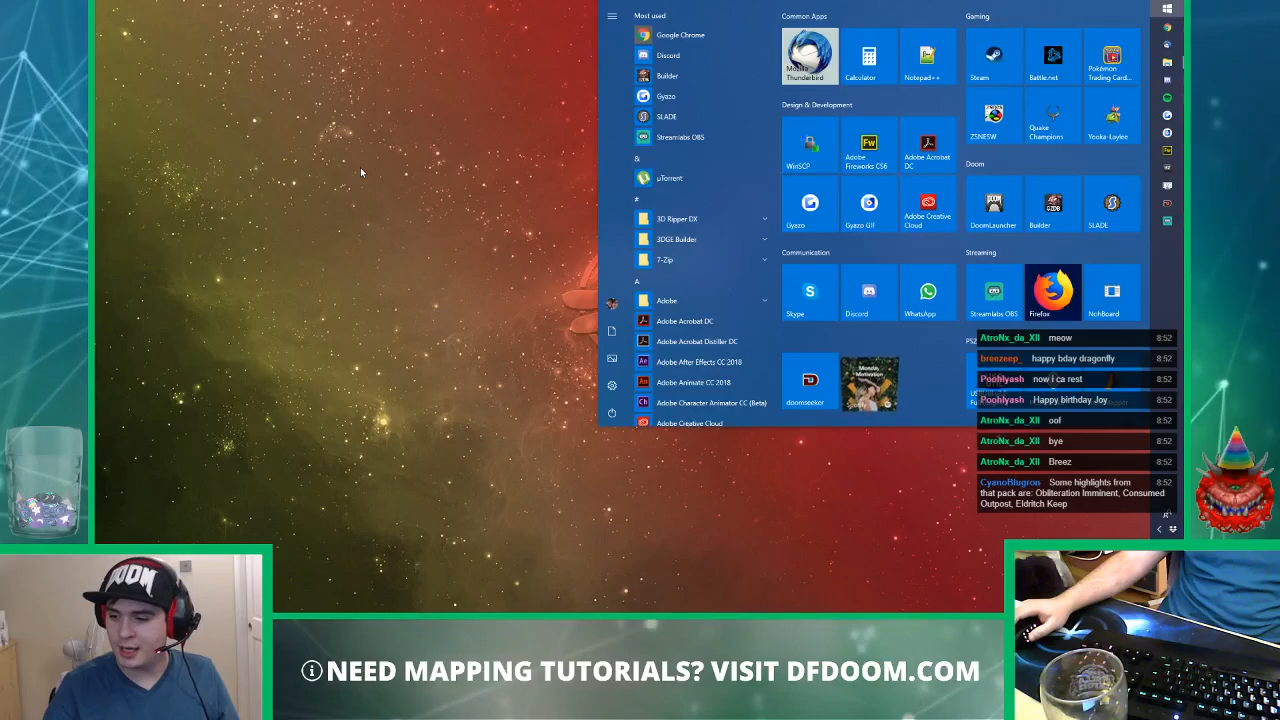 Most used
Google Chrome
Discord
Builder
Gyazo
SLADE
Streamlabs OBS
&
µTorrent
#
3D Ripper DX
3DGE Builder
7-Zip
A
Adobe
Adobe Acrobat DC
Adobe Acrobat Distiller DC
Adobe After Effects CC 2018
Adobe Animate CC 2018
Adobe Character Animator CC (Beta)
Adobe Creative Cloud
Common Apps
Mozilla Thunderbird
Calculator
Notepad++
Design & Development
WinSCP
Adobe Fireworks CS6
Adobe Acrobat DC
Gyazo
Gyazo GIF
Adobe Creative Cloud
Communication
Skype
Discord
WhatsApp
doomseeker
Monday Motivation
Spotify
Gaming
Steam
Battle.net
Pokémon Trading Card...
ZSNESW
Quake Champions
Yooka-Laylee
Doom
DoomLauncher
Builder
SLADE
Streaming
Streamlabs OBS
Firefox
NohBoard
AtroNx_da_XII meow 8:52
breezeep_ happy bday dragonfly 8:52
Poohlyash now i ca rest 8:52
Poohlyash Happy birthday Joy 8:52
AtroNx_da_XII oof 8:52
AtroNx_da_XII bye 8:52
AtroNx_da_XII Breez 8:52
CyanoBlugron Some highlights from 8:52
that pack are: Obliteration Imminent, Consumed
Outpost, Eldritch Keep
DOOM
NEED MAPPING TUTORIALS? VISIT DFDOOM.COM